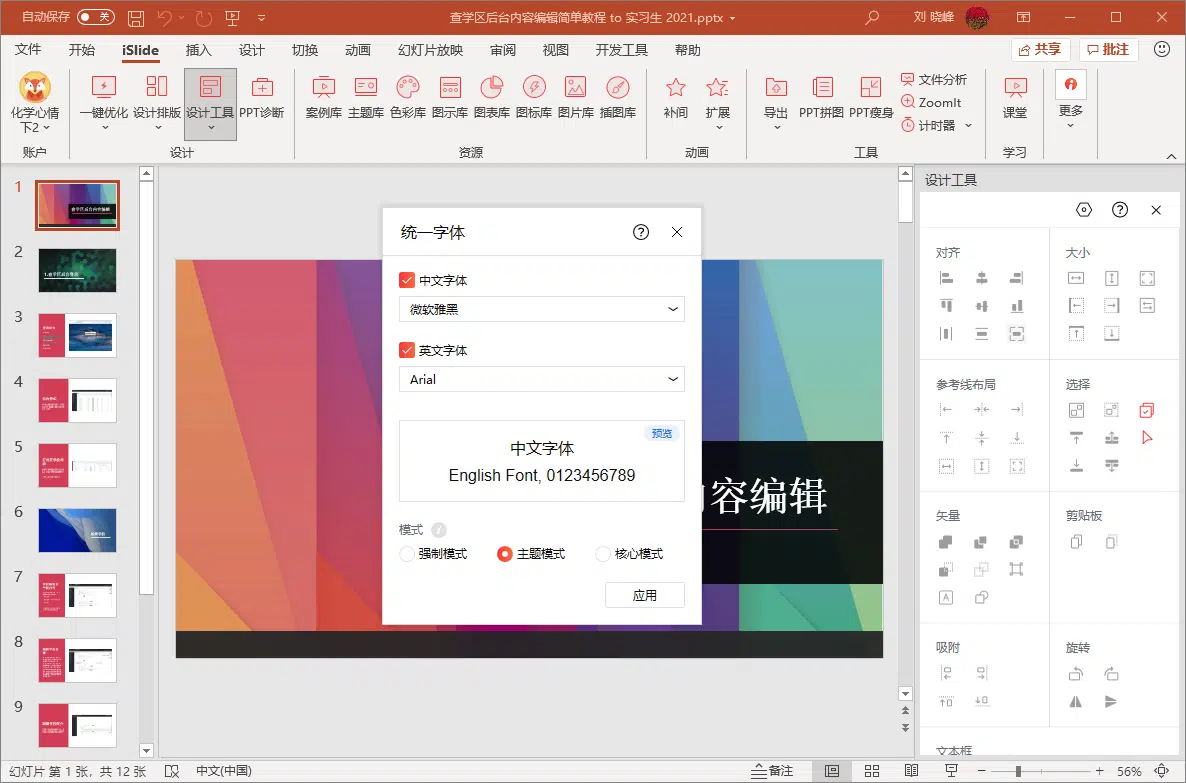 自动保存 关 查学区后台内容编辑简单教程 to 实习生 2021.pptx 刘 晓峰
文件 开始 iSlide 插入 设计 切换 动画 幻灯片放映 审阅 视图 开发工具 帮助 共享 批注
化学心情下2 一键优化 设计排版 设计工具 PPT诊断 案例库 主题库 色彩库 图示库 图表库 图标库 图片库 插图库 补间 扩展 导出 PPT拼图 PPT瘦身 文件分析 ZoomIt 计时器 课堂 更多
账户 设计 资源 动画 工具 学习
1
2
3
4
5
6
7
8
9
统一字体
中文字体
微软雅黑
英文字体
Arial
预览
中文字体
English Font, 0123456789
模式
强制模式 主题模式 核心模式
应用
容编辑
设计工具
对齐 大小
参考线布局 选择
矢量 剪贴板
A
吸附 旋转
文本框
幻灯片 第 1 张，共 12 张 中文(中国) 备注 56%